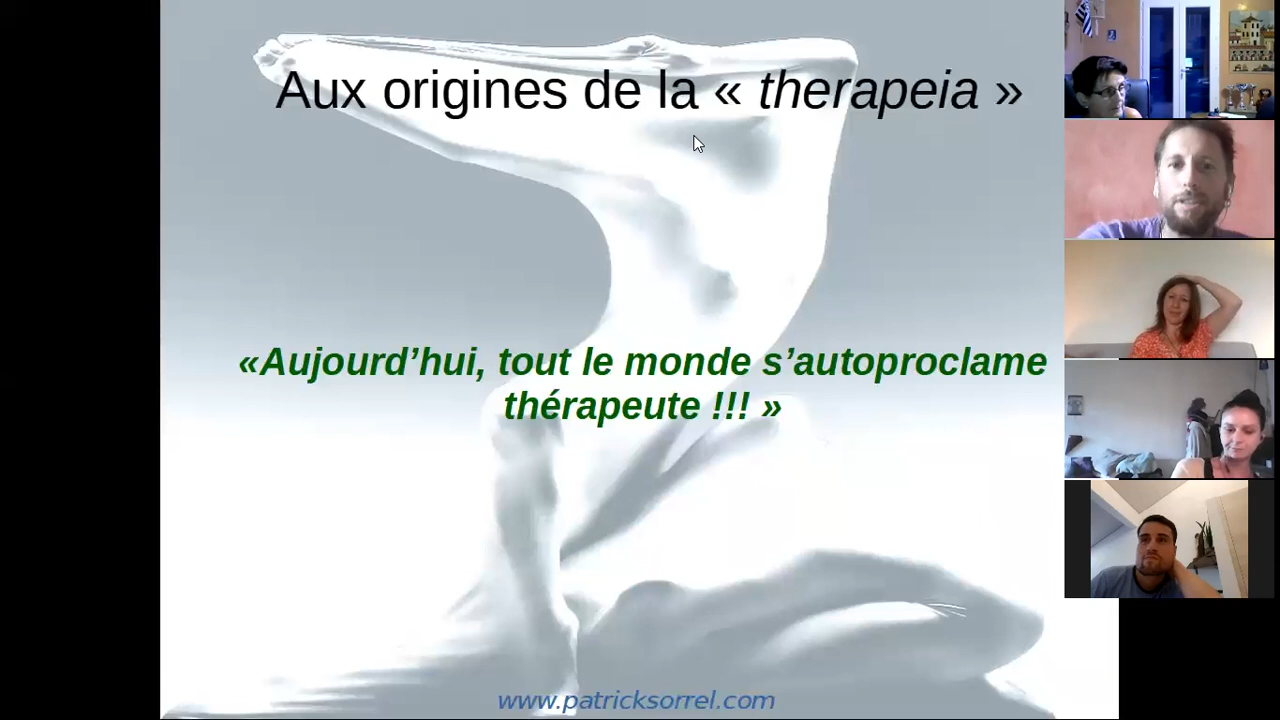 Aux origines de la « therapeia »
«Aujourd’hui, tout le monde s’autoproclame
thérapeute !!! »
www.patricksorrel.com